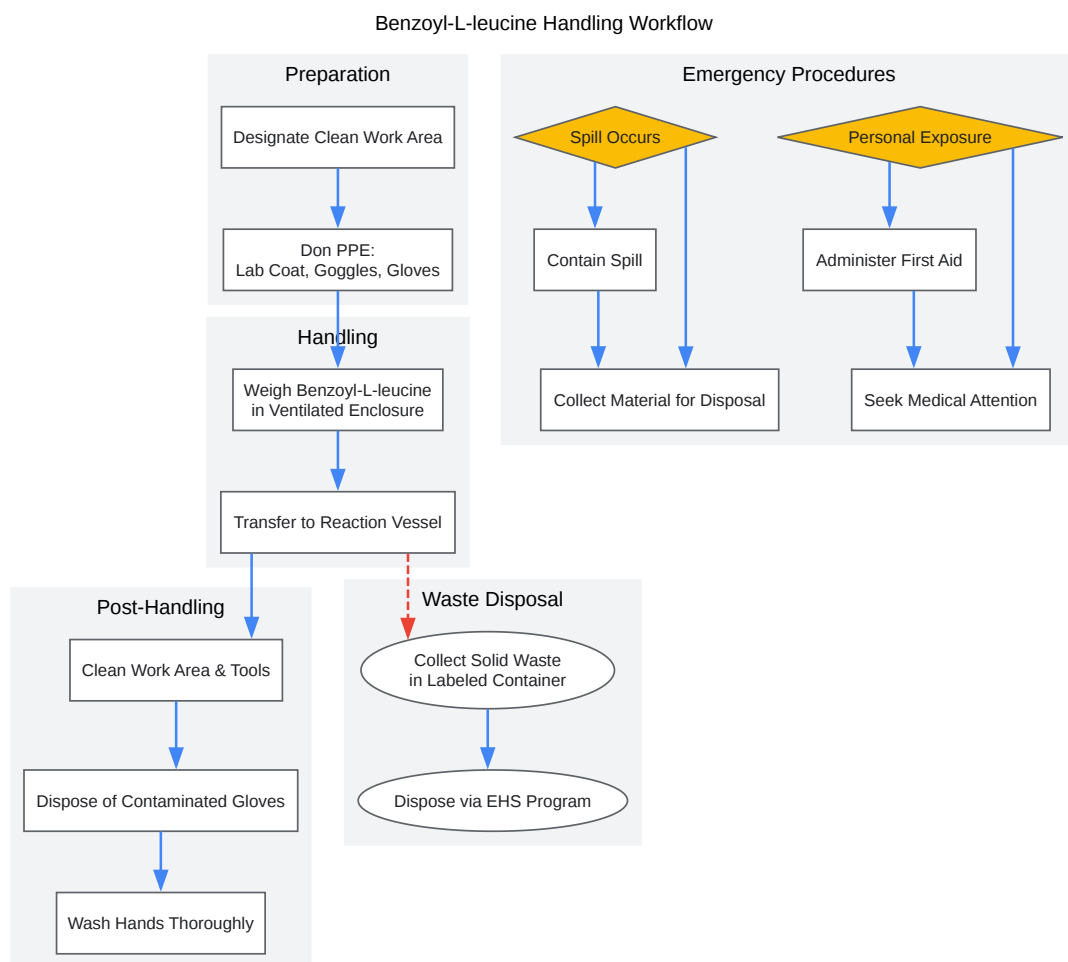 Benzoyl-L-leucine Handling Workflow
Preparation
Designate Clean Work Area
Don PPE:
Lab Coat, Goggles, Gloves
Handling
Weigh Benzoyl-L-leucine
in Ventilated Enclosure
Transfer to Reaction Vessel
Post-Handling
Clean Work Area & Tools
Dispose of Contaminated Gloves
Wash Hands Thoroughly
Waste Disposal
Collect Solid Waste
in Labeled Container
Dispose via EHS Program
Emergency Procedures
Spill Occurs
Contain Spill
Collect Material for Disposal
Personal Exposure
Administer First Aid
Seek Medical Attention